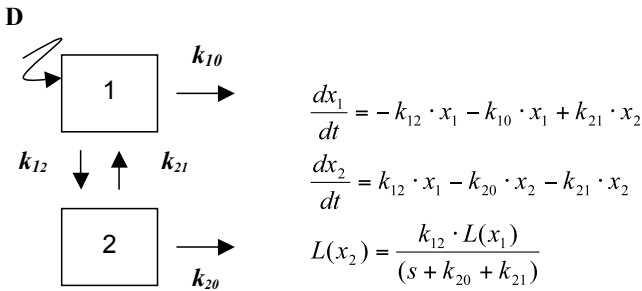 D
k10
1
k12
k21
2
k20
dx1/dt = −k12 · x1 − k10 · x1 + k21 · x2
dx2/dt = k12 · x1 − k20 · x2 − k21 · x2
L(x2) = k12 · L(x1)/(s + k20 + k21)